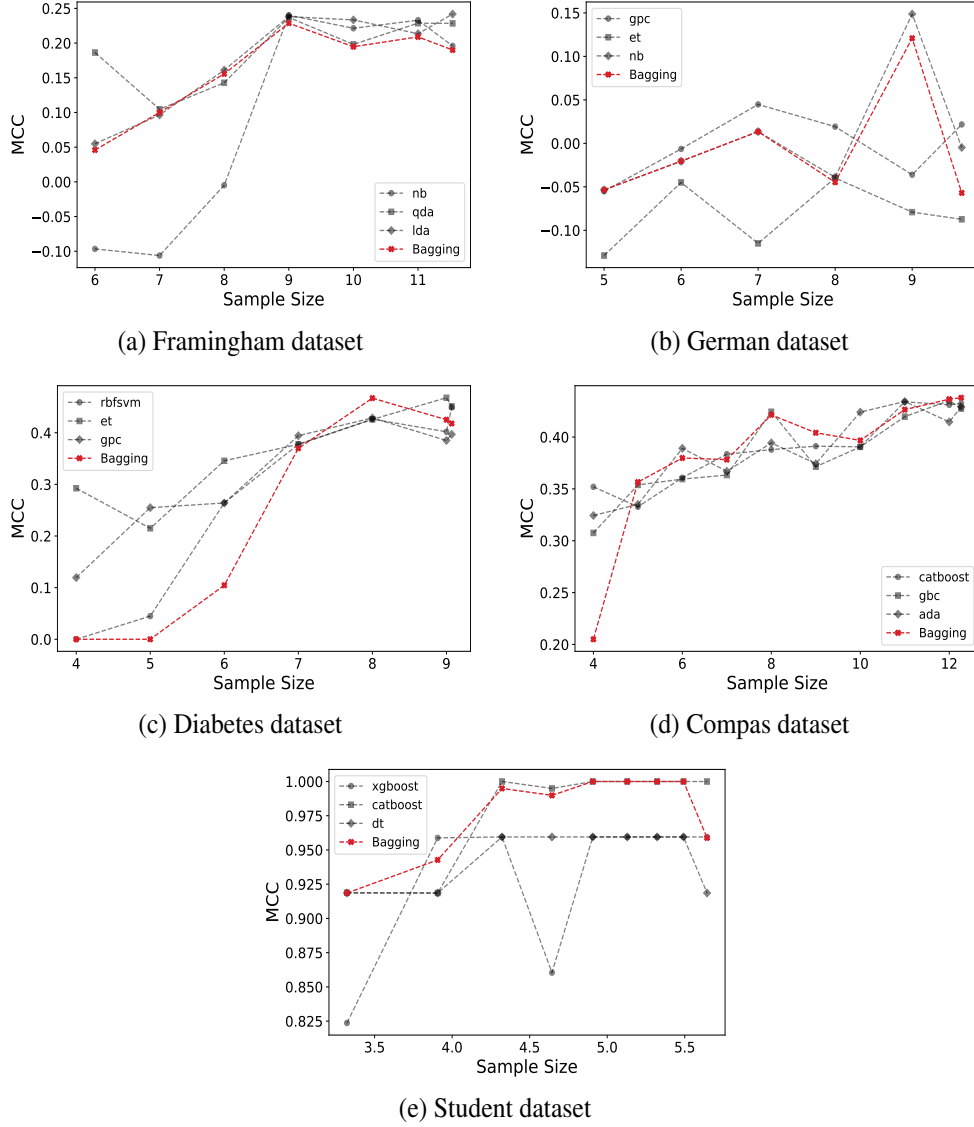 0.25
0.20
0.15
0.10
0.05
0.00
−0.05
−0.10
MCC
6 7 8 9 10 11
Sample Size
nb
qda
lda
Bagging
(a) Framingham dataset
0.15
0.10
0.05
0.00
−0.05
−0.10
MCC
5 6 7 8 9
Sample Size
gpc
et
nb
Bagging
(b) German dataset
0.4
0.3
0.2
0.1
0.0
MCC
4 5 6 7 8 9
Sample Size
rbfsvm
et
gpc
Bagging
(c) Diabetes dataset
0.40
0.35
0.30
0.20
MCC
4 6 8 10 12
Sample Size
catboost
gbc
ada
Bagging
(d) Compas dataset
1.000
0.975
0.950
0.925
0.900
0.875
0.850
0.825
MCC
3.5 4.0 4.5 5.0 5.5
Sample Size
xgboost
catboost
dt
Bagging
(e) Student dataset